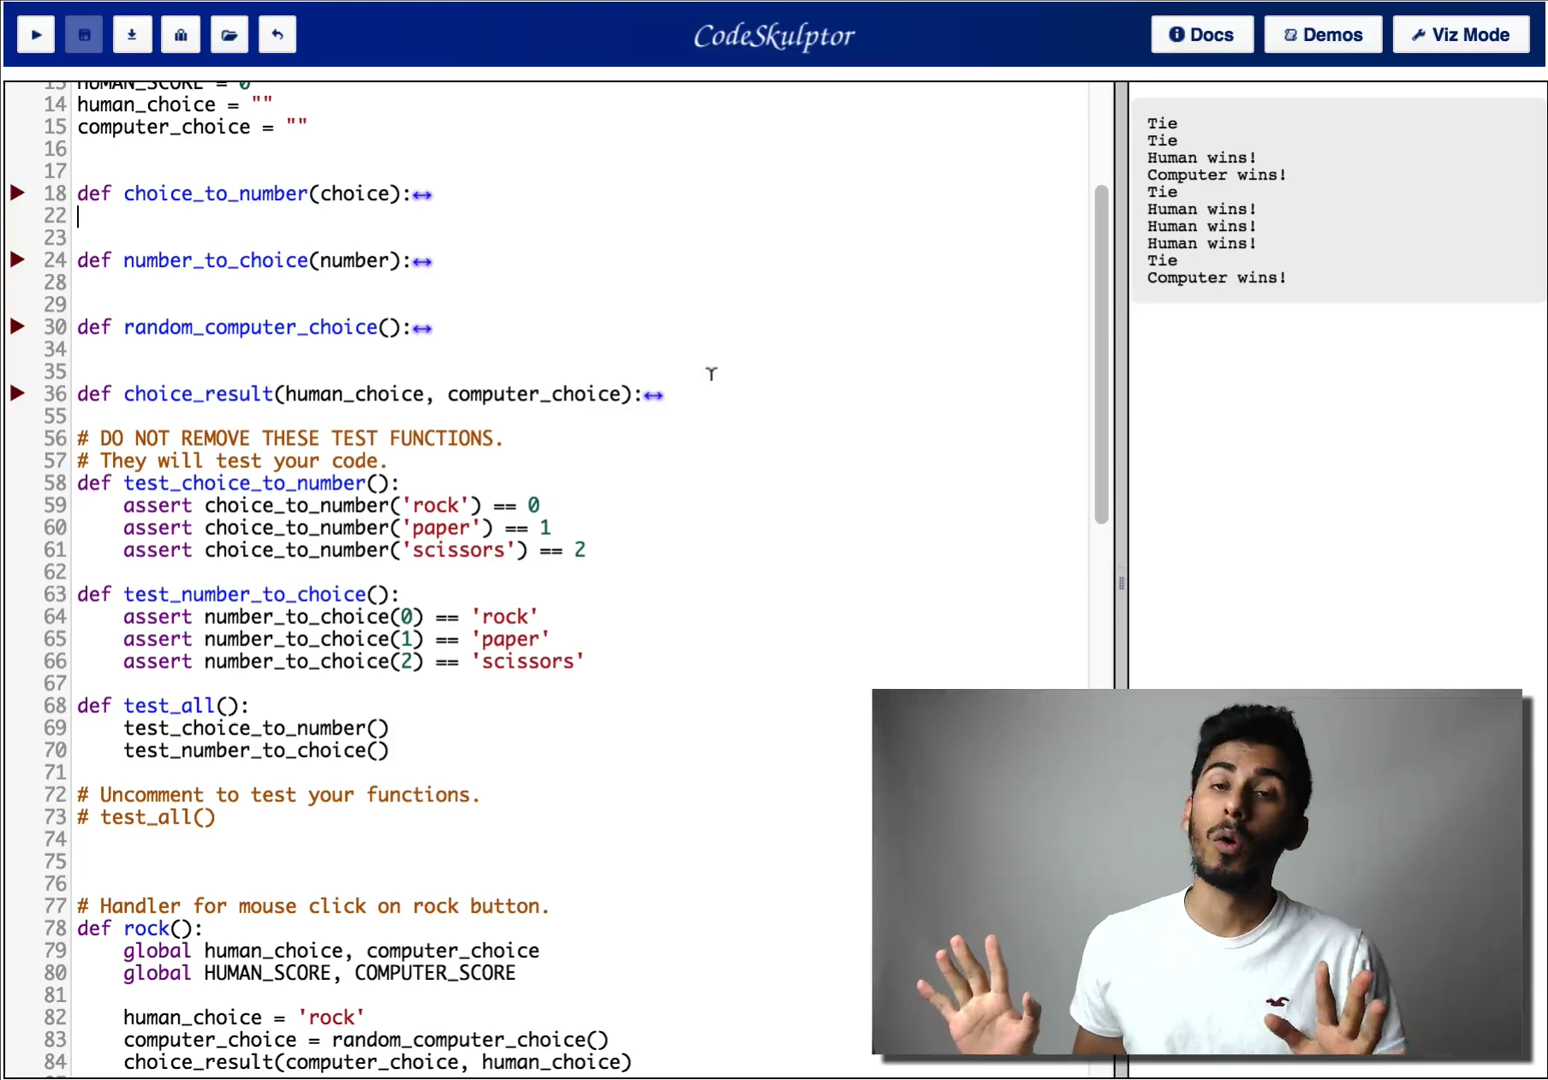 CodeSkulptor
Docs
Demos
Viz Mode
13 HUMAN_SCORE = 0
14 human_choice = ""
15 computer_choice = ""
16
17
18 def choice_to_number(choice):↔
22
23
24 def number_to_choice(number):↔
28
29
30 def random_computer_choice():↔
34
35
36 def choice_result(human_choice, computer_choice):↔
55
56 # DO NOT REMOVE THESE TEST FUNCTIONS.
57 # They will test your code.
58 def test_choice_to_number():
59     assert choice_to_number('rock') == 0
60     assert choice_to_number('paper') == 1
61     assert choice_to_number('scissors') == 2
62
63 def test_number_to_choice():
64     assert number_to_choice(0) == 'rock'
65     assert number_to_choice(1) == 'paper'
66     assert number_to_choice(2) == 'scissors'
67
68 def test_all():
69     test_choice_to_number()
70     test_number_to_choice()
71
72 # Uncomment to test your functions.
73 # test_all()
74
75
76
77 # Handler for mouse click on rock button.
78 def rock():
79     global human_choice, computer_choice
80     global HUMAN_SCORE, COMPUTER_SCORE
81
82     human_choice = 'rock'
83     computer_choice = random_computer_choice()
84     choice_result(computer_choice, human_choice)
Tie
Tie
Human wins!
Computer wins!
Tie
Human wins!
Human wins!
Human wins!
Tie
Computer wins!